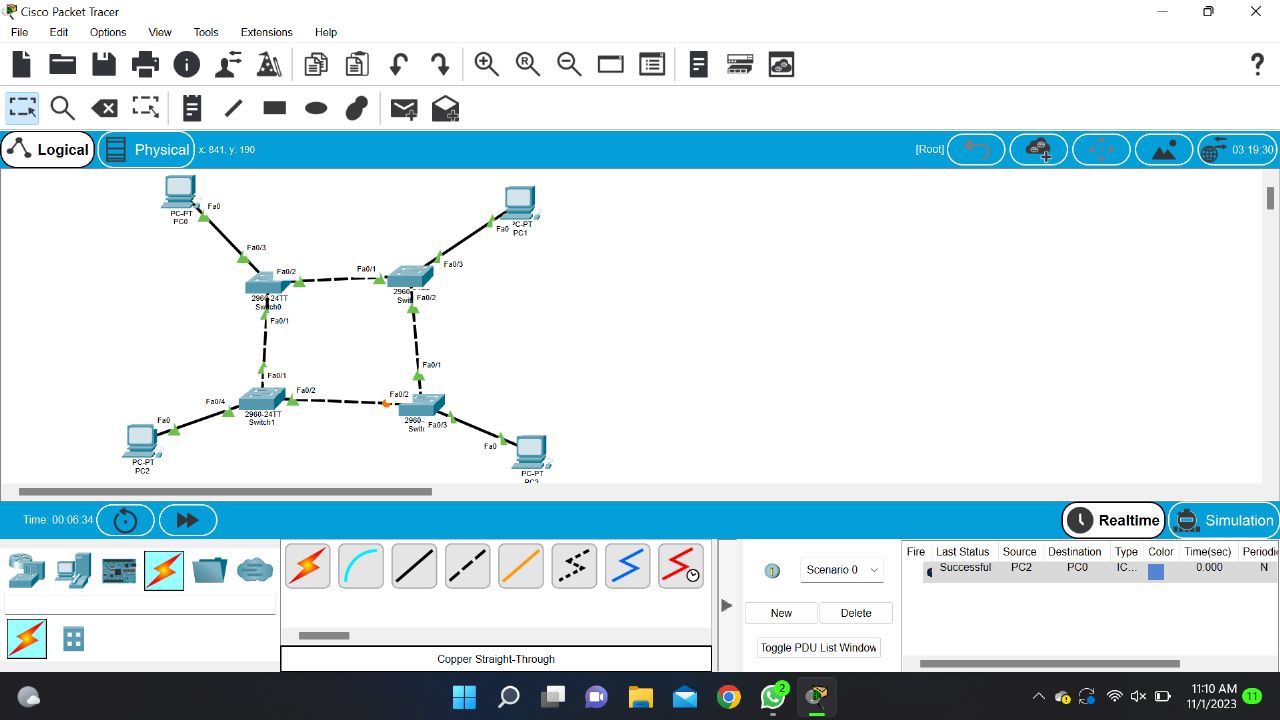 Cisco Packet Tracer
File Edit Options View Tools Extensions Help
Logical Physical x: 841, y: 190 [Root] 03:19:30
PC-PT
PC0
Fa0
PC-PT
PC1
Fa0
Fa0/3
Fa0/3
Fa0/2
Fa0/1
2960-24TT
Switch0
2960-
Swit
Fa0/2
Fa0/1
Fa0/1
Fa0/1
Fa0/2
Fa0/2
Fa0/4
2960-24TT
Switch1
2960-
Swit
Fa0/3
Fa0
Fa0
PC-PT
PC2
PC-PT
PC3
Time: 00:06:34 Realtime Simulation
Scenario 0
New Delete
Toggle PDU List Window
Fire Last Status Source Destination Type Color Time(sec) Periodi
Successful PC2 PC0 IC... 0.000 N
Copper Straight-Through
2
11:10 AM
11/1/2023
11